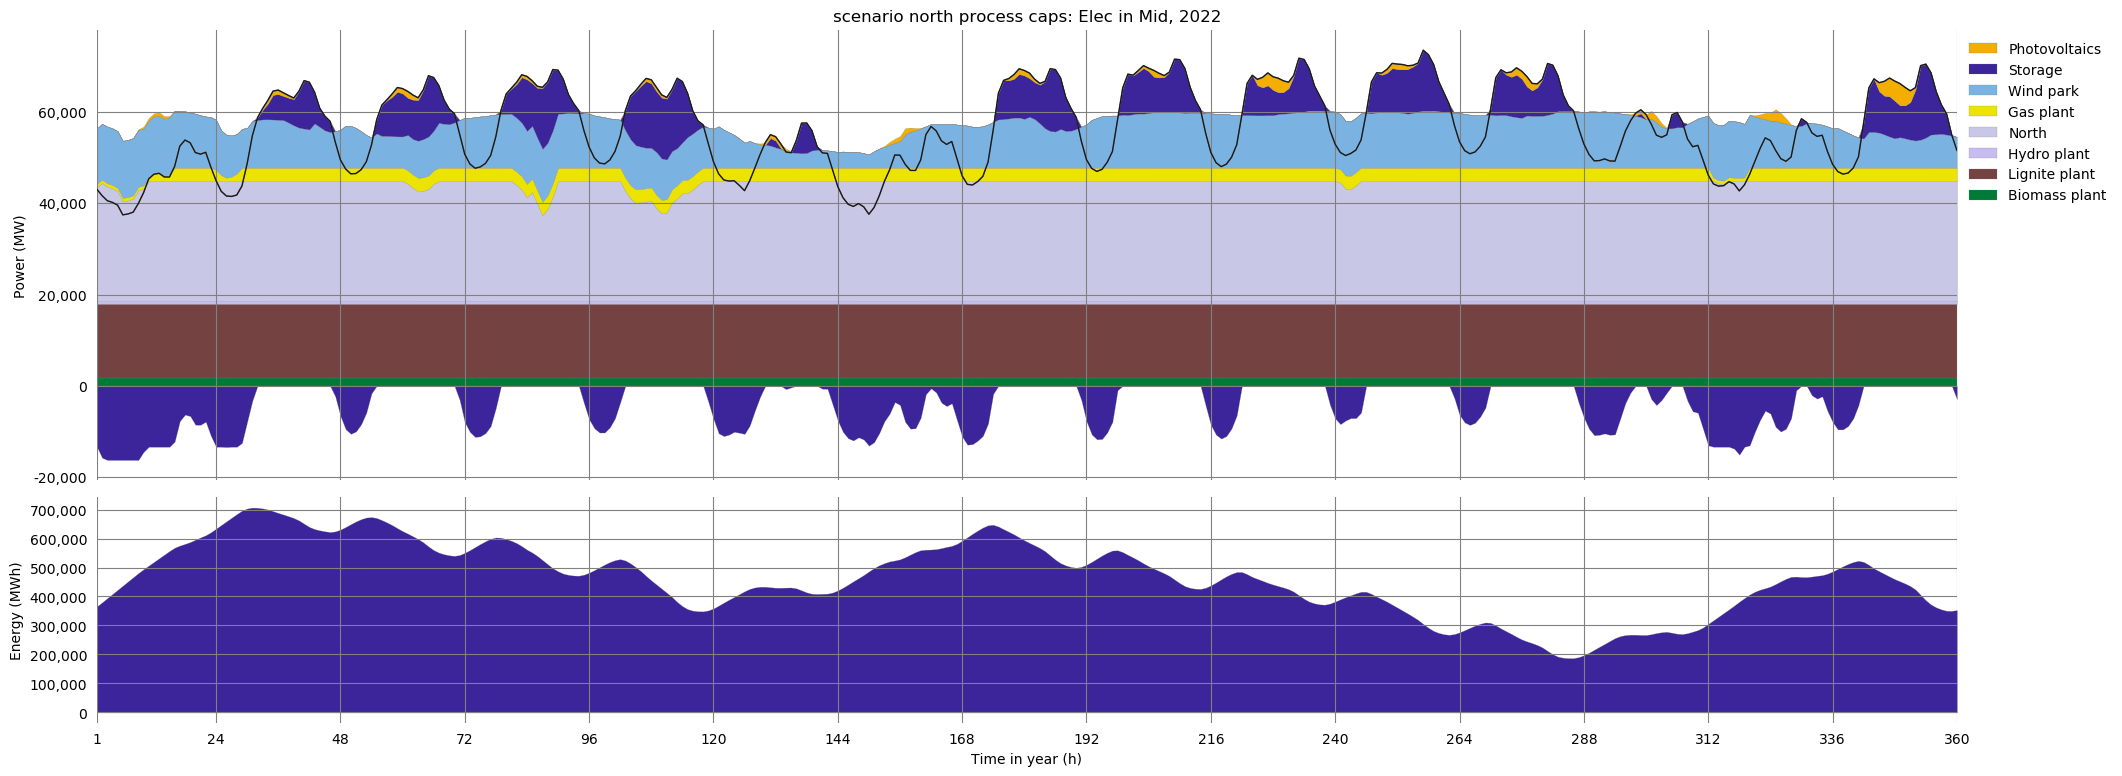 scenario north process caps: Elec in Mid, 2022
Power (MW)
60,000
40,000
20,000
0
-20,000
Photovoltaics
Storage
Wind park
Gas plant
North
Hydro plant
Lignite plant
Biomass plant
Energy (MWh)
700,000
600,000
500,000
400,000
300,000
200,000
100,000
0
1 24 48 72 96 120 144 168 192 216 240 264 288 312 336 360
Time in year (h)